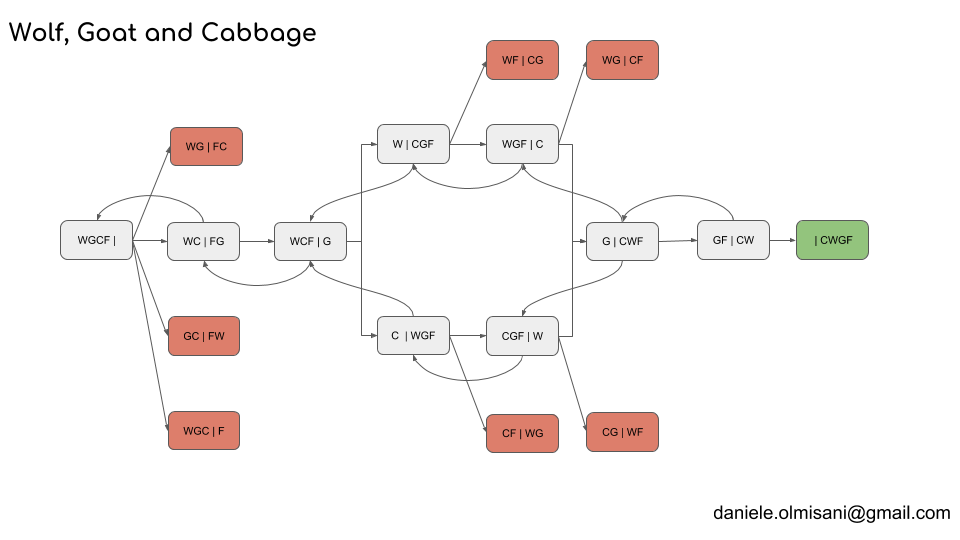 Wolf, Goat and Cabbage
WF | CG
WG | CF
WG | FC
W | CGF
WGF | C
WGCF |
WC | FG
WCF | G
G | CWF
GF | CW
| CWGF
GC | FW
C | WGF
CGF | W
WGC | F
CF | WG
CG | WF
daniele.olmisani@gmail.com